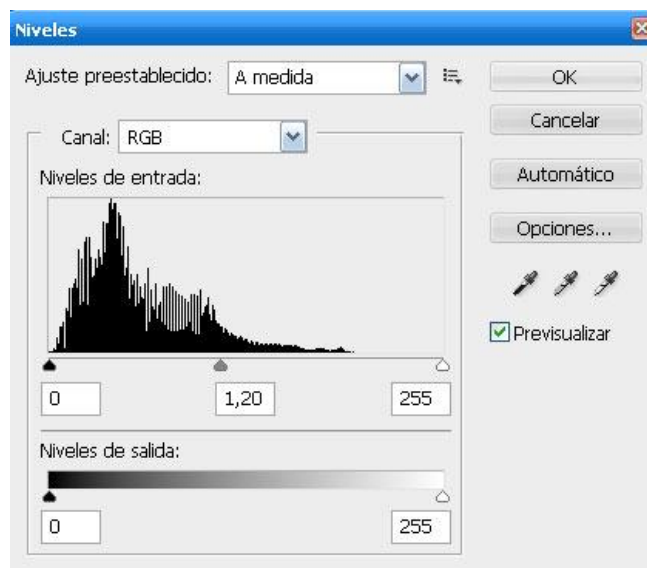 Niveles
Ajuste preestablecido: A medida
OK
Cancelar
Canal: RGB
Automático
Niveles de entrada:
Opciones...
Previsualizar
0 1,20 255
Niveles de salida:
0 255